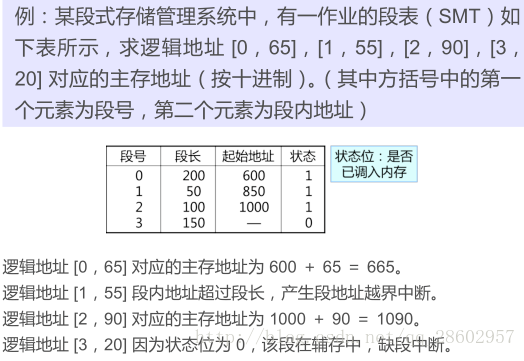 例：某段式存储管理系统中，有一作业的段表（SMT）如
下表所示，求逻辑地址 [0，65]，[1，55]，[2，90]，[3，
20] 对应的主存地址（按十进制）。（其中方括号中的第一
个元素为段号，第二个元素为段内地址）
段号 段长 起始地址 状态
0 200 600 1
1 50 850 1
2 100 1000 1
3 150 — 0
状态位：是否
已调入内存
逻辑地址 [0，65] 对应的主存地址为 600 + 65 = 665。
逻辑地址 [1，55] 段内地址超过段长，产生段地址越界中断。
逻辑地址 [2，90] 对应的主存地址为 1000 + 90 = 1090。
逻辑地址 [3，20] 因为状态位为 0，该段在辅存中，缺段中断。